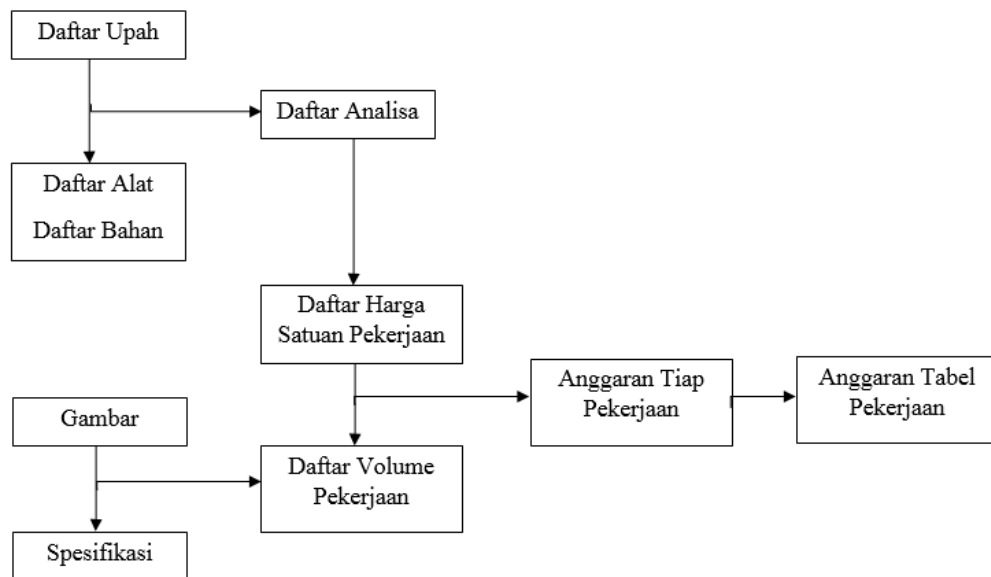 Daftar Upah
Daftar Analisa
Daftar Alat
Daftar Bahan
Daftar Harga
Satuan Pekerjaan
Anggaran Tiap
Pekerjaan
Anggaran Tabel
Pekerjaan
Gambar
Daftar Volume
Pekerjaan
Spesifikasi